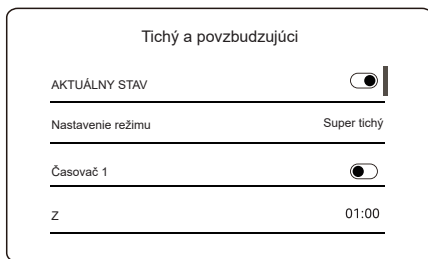 Tichý a povzbudzujúci
AKTUÁLNY STAV
Nastavenie režimu Super tichý
Časovač 1
Z 01:00